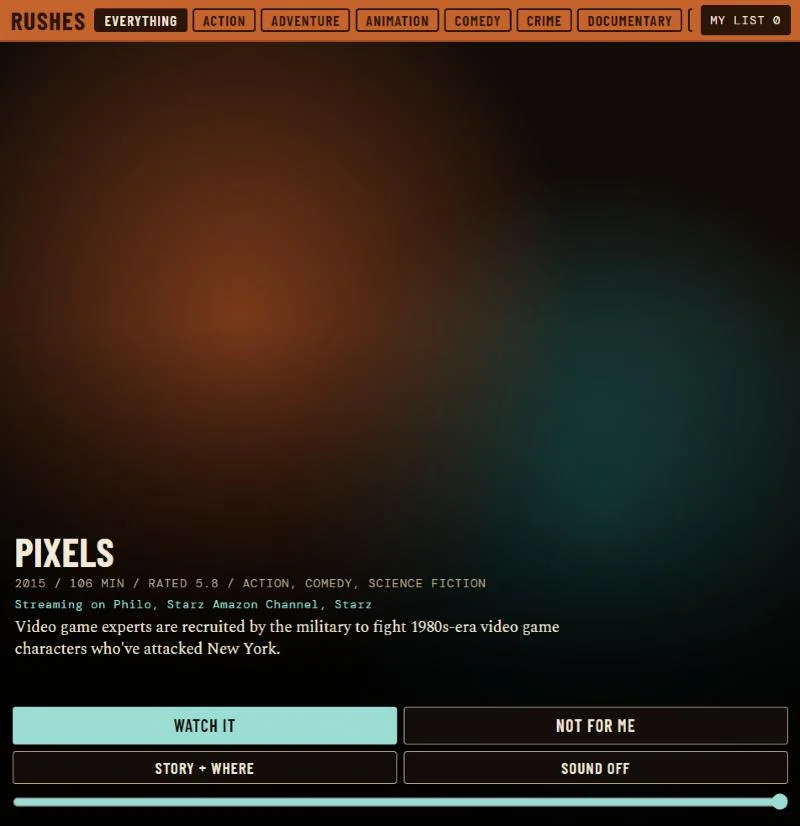 RUSHES EVERYTHING ACTION ADVENTURE ANIMATION COMEDY CRIME DOCUMENTARY MY LIST 0
PIXELS
2015 / 106 MIN / RATED 5.8 / ACTION, COMEDY, SCIENCE FICTION
Streaming on Philo, Starz Amazon Channel, Starz
Video game experts are recruited by the military to fight 1980s-era video game
characters who've attacked New York.
WATCH IT NOT FOR ME
STORY + WHERE SOUND OFF